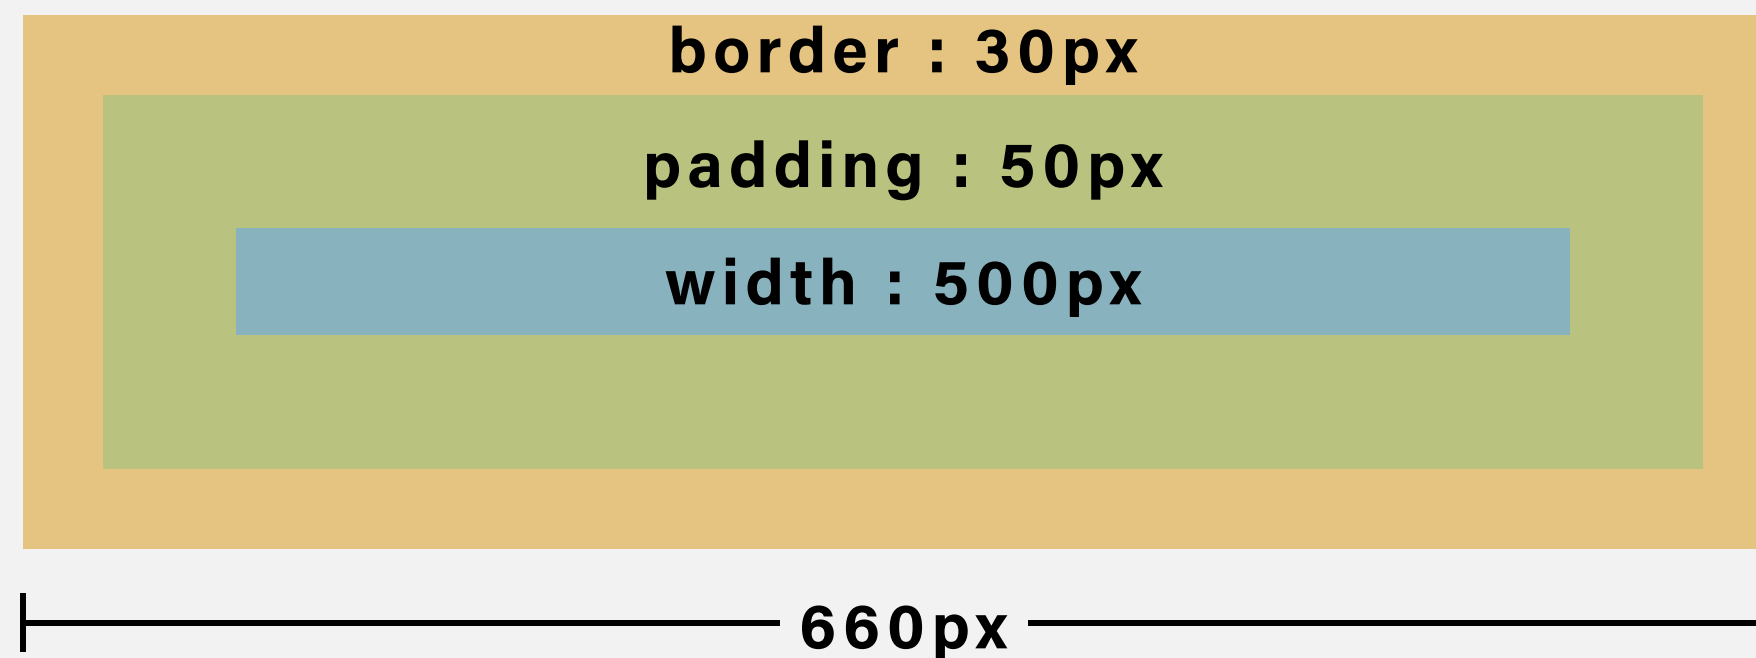 border : 30px
padding : 50px
width : 500px
660px